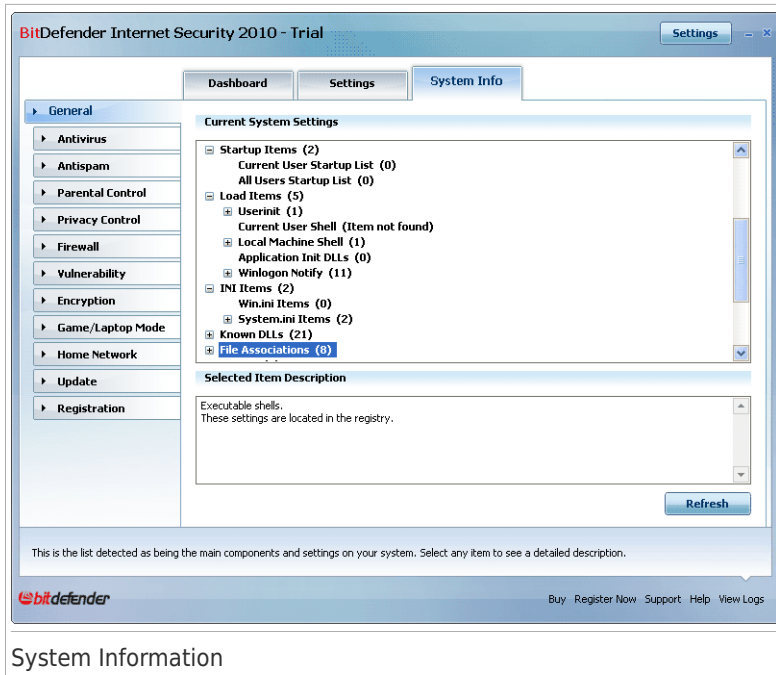 BitDefender Internet Security 2010 - Trial
Settings
Dashboard
Settings
System Info
General
Antivirus
Antispam
Parental Control
Privacy Control
Firewall
Vulnerability
Encryption
Game/Laptop Mode
Home Network
Update
Registration
Current System Settings
Startup Items (2)
Current User Startup List (0)
All Users Startup List (0)
Load Items (5)
Userinit (1)
Current User Shell (Item not found)
Local Machine Shell (1)
Application Init DLLs (0)
Winlogon Notify (11)
INI Items (2)
Win.ini Items (0)
System.ini Items (2)
Known DLLs (21)
File Associations (8)
Selected Item Description
Executable shells.
These settings are located in the registry.
Refresh
This is the list detected as being the main components and settings on your system. Select any item to see a detailed description.
bitdefender
Buy Register Now Support Help View Logs
System Information